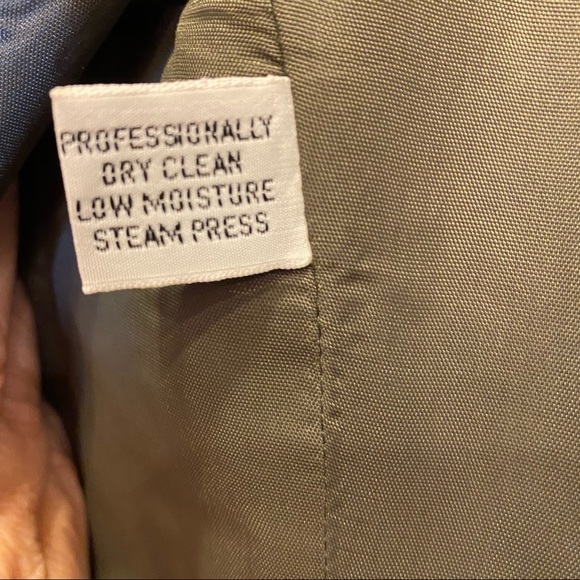 PROFESSIONALLY
DRY CLEAN
LOW MOISTURE
STEAM PRESS